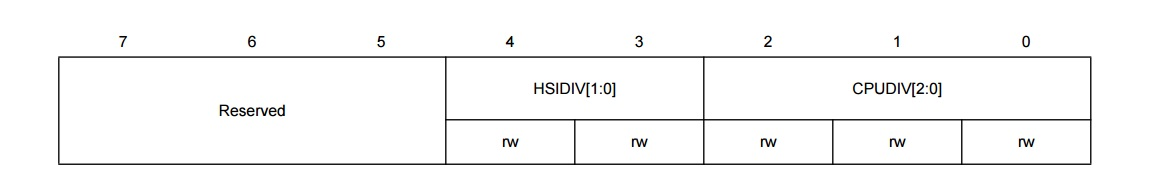 7 6 5 4 3 2 1 0
Reserved HSIDIV[1:0] CPUDIV[2:0]
rw rw rw rw rw